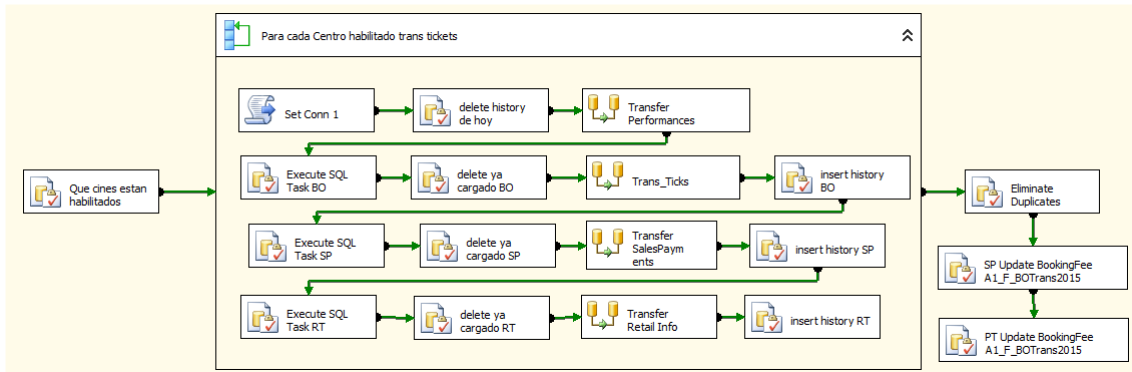 Para cada Centro habilitado trans tickets
Set Conn 1
delete history
de hoy
Transfer
Performances
Que cines estan
habilitados
Execute SQL
Task BO
delete ya
cargado BO
Trans_Ticks
insert history
BO
Execute SQL
Task SP
delete ya
cargado SP
Transfer
SalesPaym
ents
insert history SP
Execute SQL
Task RT
delete ya
cargado RT
Transfer
Retail Info
insert history RT
Eliminate
Duplicates
SP Update BookingFee
A1_F_BOTrans2015
PT Update BookingFee
A1_F_BOTrans2015